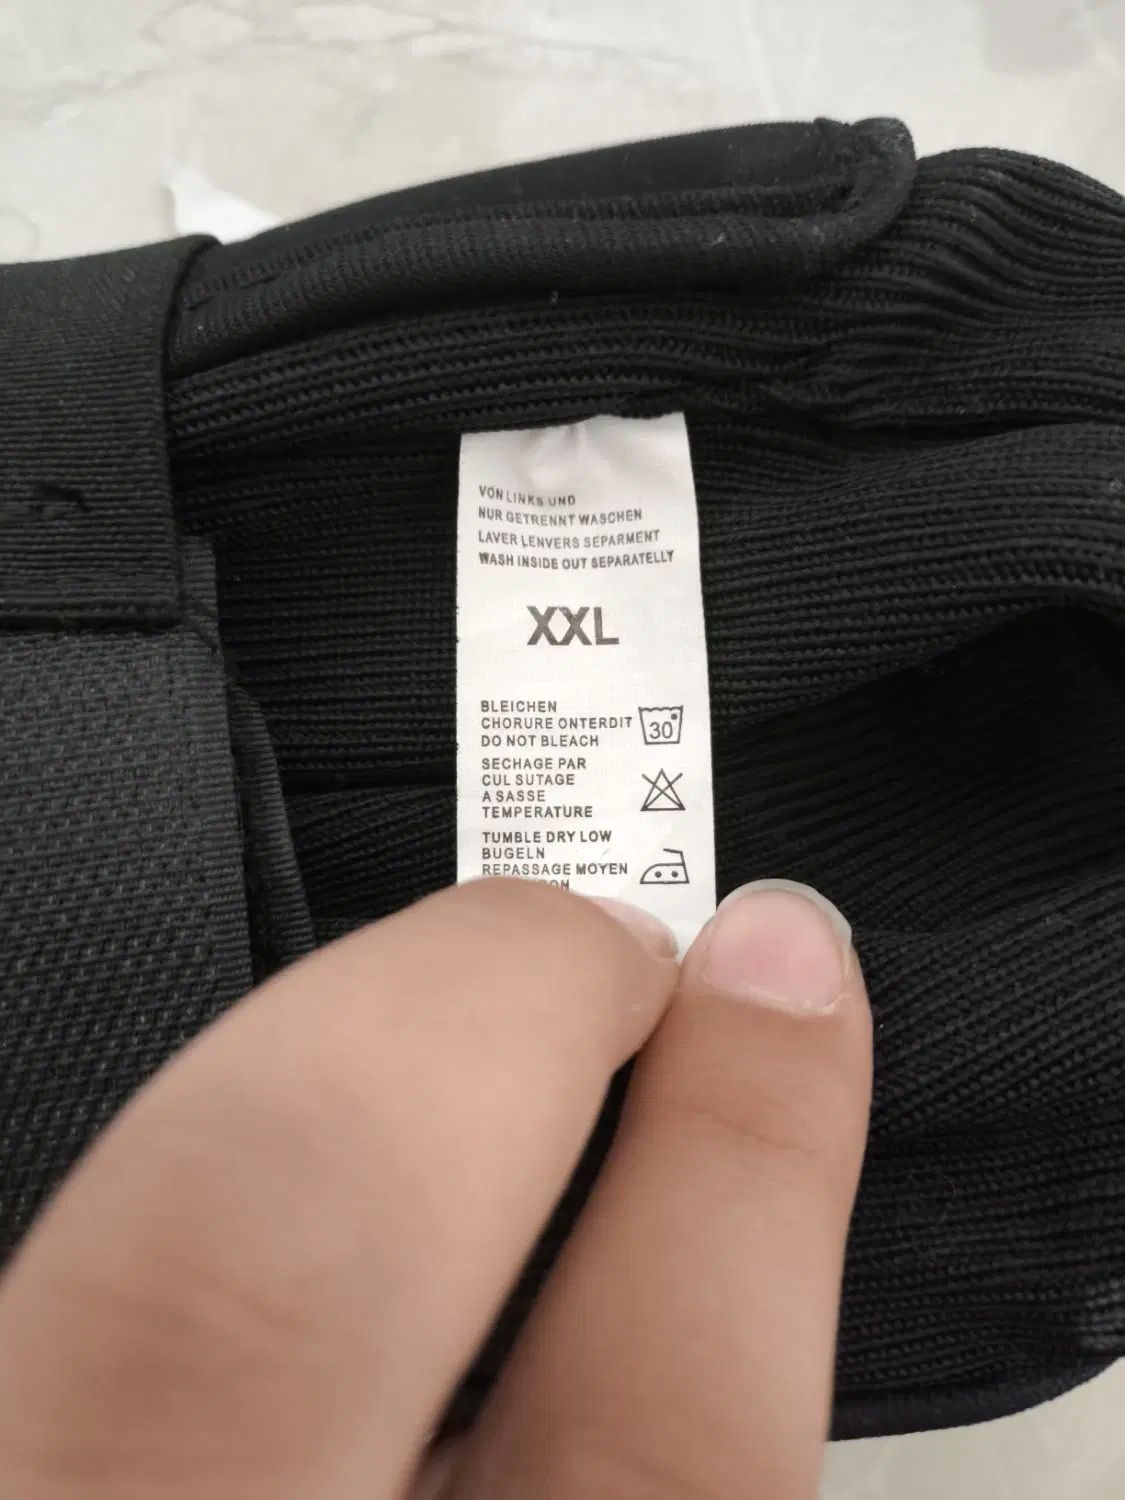 VON LINKS UND
NUR GETRENNT WASCHEN
LAVER LENVERS SEPARMENT
WASH INSIDE OUT SEPARATELLY
XXL
BLEICHEN
CHORURE ONTERDIT
DO NOT BLEACH
30°
SECHAGE PAR
CUL SUTAGE
A SASSE
TEMPERATURE
TUMBLE DRY LOW
BUGELN
REPASSAGE MOYEN